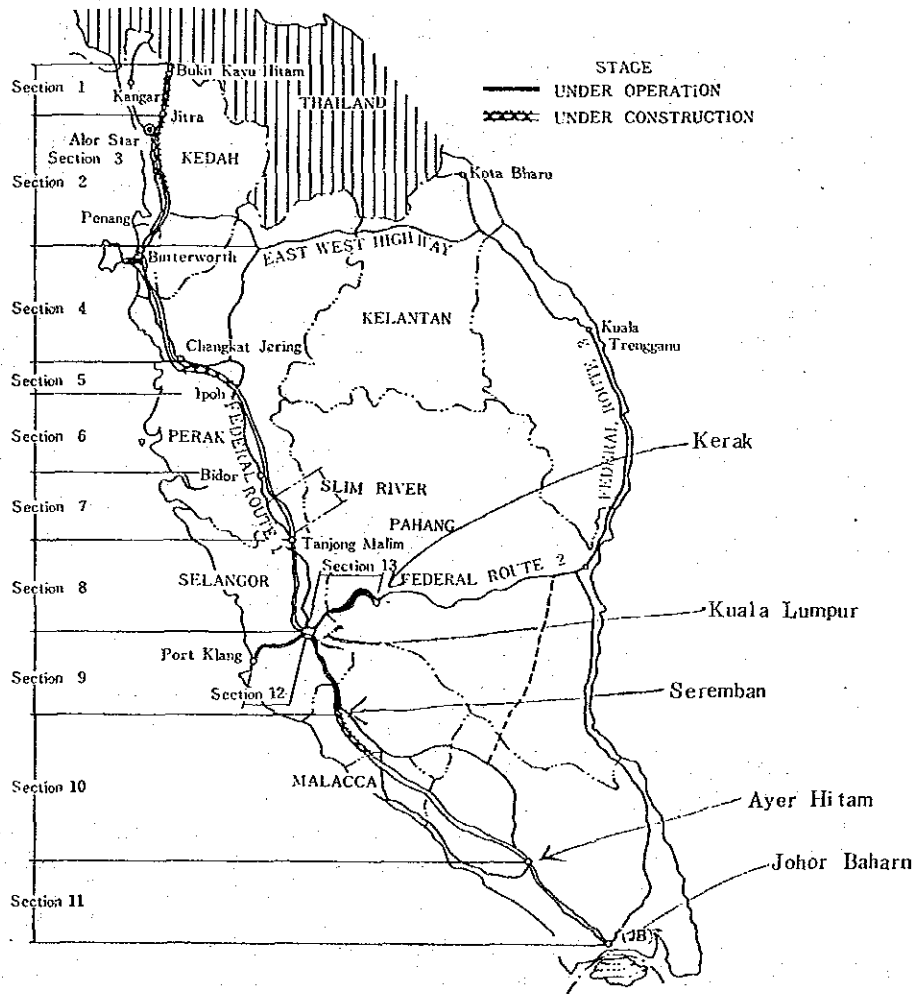 STAGE
UNDER OPERATION
UNDER CONSTRUCTION
Section 1
Bukit Kayu Hitam
Kangar
THAILAND
Jitra
Alor Star
Section 3
KEDAH
Section 2
Kota Bharu
Penang
EAST WEST HIGHWAY
Butterworth
Section 4
KELANTAN
Kuala
Trengganu
Changkat Jering
Section 5
Ipoh
FEDERAL ROUTE 3
FEDERAL ROUTE 1
Section 6
PERAK
Kerak
Bidor
SLIM RIVER
Section 7
PAHANG
Tanjong Malim
Section 13
Section 8
SELANGOR
FEDERAL ROUTE 2
Kuala Lumpur
Port Klang
Section 9
Section 12
Seremban
MALACCA
Section 10
Ayer Hitam
Johor Baharn
Section 11
(JB)